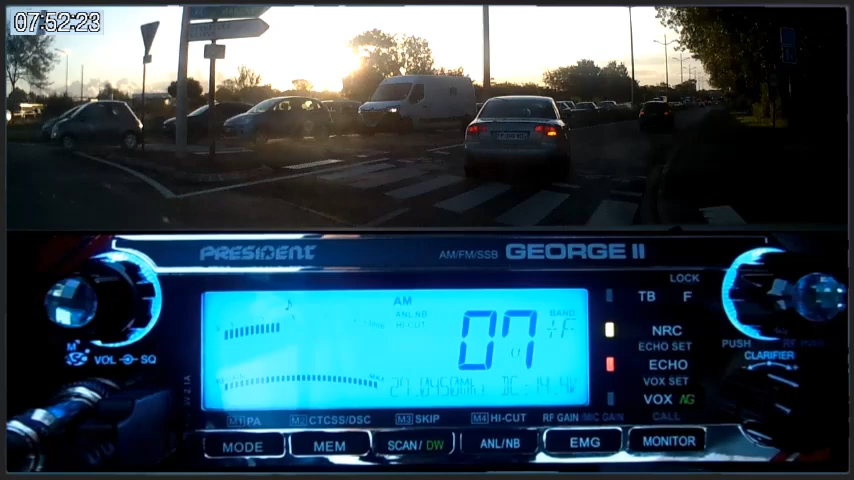 07:52:23
PRESIDENT AM/FM/SSB GEORGE II
LOCK
TB F
AM
ANL/NB
HI-CUT
BAND
07
NRC
ECHO SET
ECHO
VOX SET
VOX AG
CALL
VOL SQ
PUSH
CLARIFIER
M1 PA M2 CTCSS/DSC M3 SKIP M4 HI-CUT RF GAIN /MIC GAIN
MODE MEM SCAN/DW ANL/NB EMG MONITOR